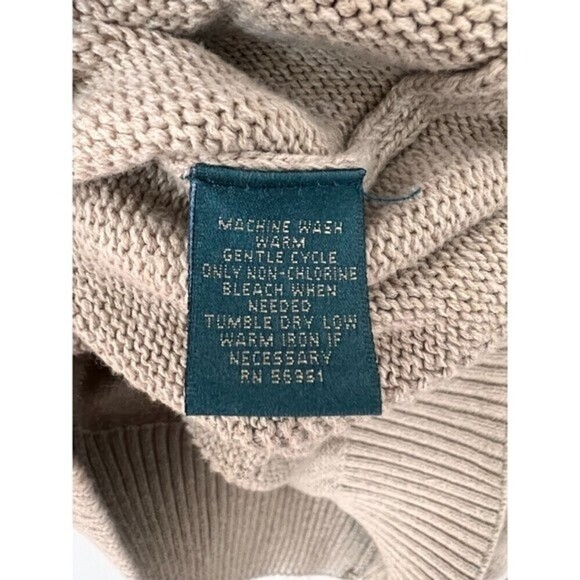 MACHINE WASH
WARM
GENTLE CYCLE
ONLY NON-CHLORINE
BLEACH WHEN
NEEDED
TUMBLE DRY LOW
WARM IRON IF
NECESSARY
RN 56951